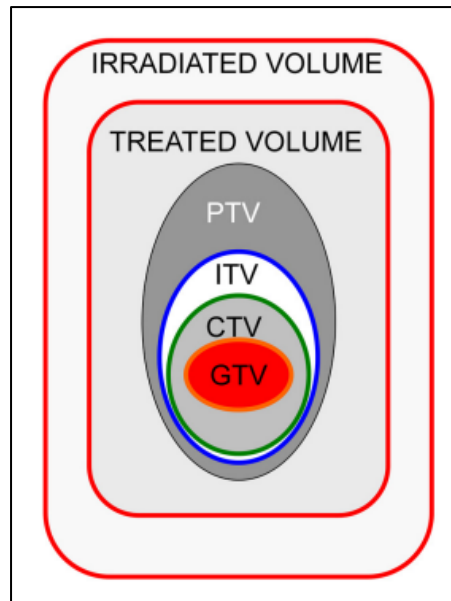 IRRADIATED VOLUME
TREATED VOLUME
PTV
ITV
CTV
GTV